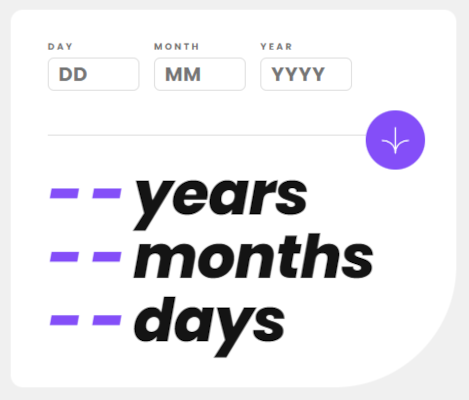 DAY MONTH YEAR
DD MM YYYY
-- years
-- months
-- days